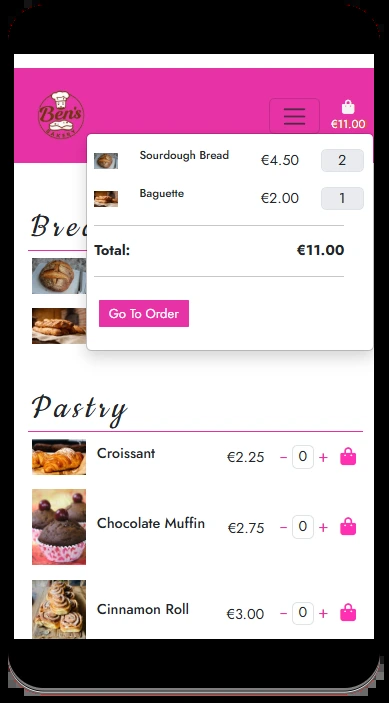 Ben's
BAKERY
€11.00
Sourdough Bread €4.50 2
Baguette €2.00 1
Total: €11.00
Go To Order
Brea
Pastry
Croissant €2.25 - 0 +
Chocolate Muffin €2.75 - 0 +
Cinnamon Roll €3.00 - 0 +